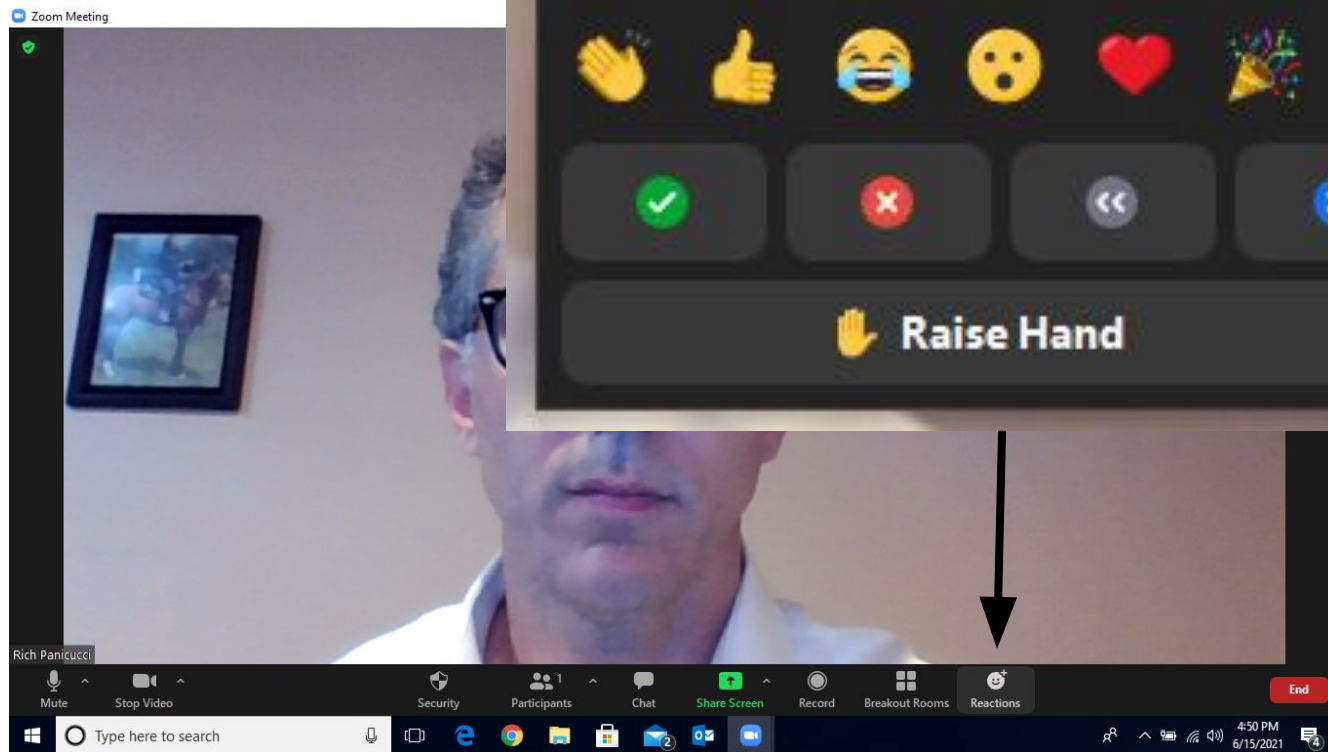 Zoom Meeting
Raise Hand
Rich Panicucci
1
Mute
Stop Video
Security
Participants
Chat
Share Screen
Record
Breakout Rooms
Reactions
End
Type here to search
2
4:50 PM
6/15/2021
4